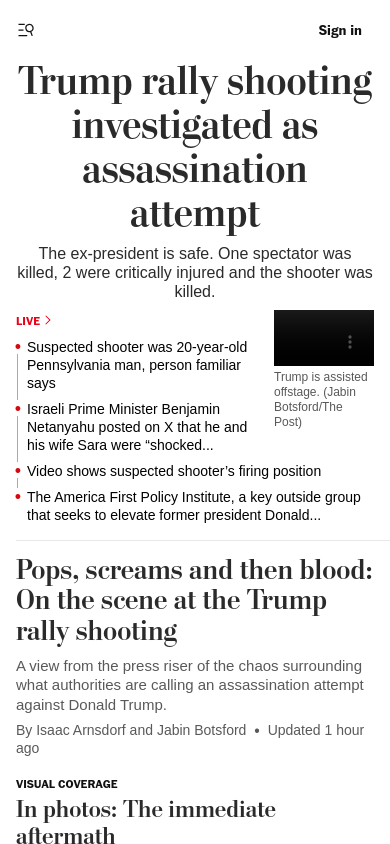 Sign in
Trump rally shooting
investigated as
assassination
attempt
The ex-president is safe. One spectator was
killed, 2 were critically injured and the shooter was
killed.
LIVE
Suspected shooter was 20-year-old
Pennsylvania man, person familiar
says
Israeli Prime Minister Benjamin
Netanyahu posted on X that he and
his wife Sara were “shocked...
Video shows suspected shooter’s firing position
The America First Policy Institute, a key outside group
that seeks to elevate former president Donald...
Trump is assisted
offstage. (Jabin
Botsford/The
Post)
Pops, screams and then blood:
On the scene at the Trump
rally shooting
A view from the press riser of the chaos surrounding
what authorities are calling an assassination attempt
against Donald Trump.
By Isaac Arnsdorf and Jabin Botsford • Updated 1 hour
ago
VISUAL COVERAGE
In photos: The immediate
aftermath